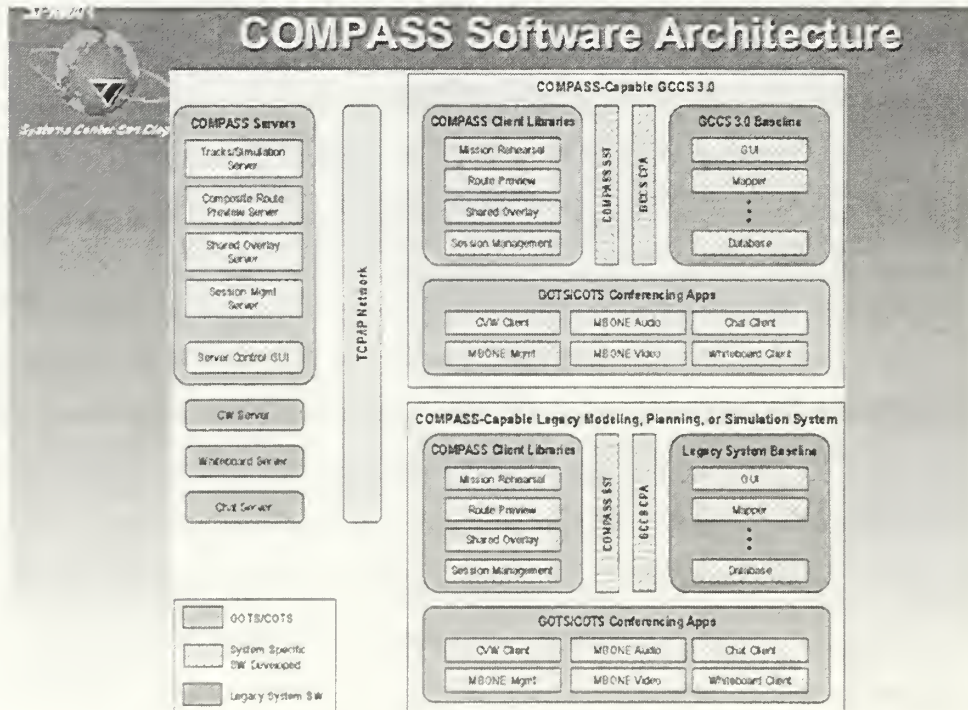 COMPASS Software Architecture
Systems Center San Diego
COMPASS Servers
Tracks/Simulation
Server
Composite Route
Preview Server
Shared Overlay
Server
Session Mgmt
Server
Server Control GUI
Whiteboard Server
Chat Server
TCP/IP Network
COMPASS-Capable GCCS 3.0
COMPASS Client Libraries
Mission Rehearsal
Route Preview
Shared Overlay
Session Management
COMPASS SST
GCCS CPA
GCCS 3.0 Baseline
GUI
Mapper
Database
GOTS/COTS Conferencing Apps
CVW Client
MBONE Audio
Chat Client
MBONE Mgmt
MBONE Video
Whiteboard Client
COMPASS-Capable Legacy Modeling, Planning, or Simulation System
COMPASS Client Libraries
Mission Rehearsal
Route Preview
Shared Overlay
Session Management
COMPASS SST
GCCS CPA
Legacy System Baseline
GUI
Mapper
Database
GOTS/COTS Conferencing Apps
CVW Client
MBONE Audio
Chat Client
MBONE Mgmt
MBONE Video
Whiteboard Client
GOTS/COTS
System Specific
SW Developed
Legacy System SW